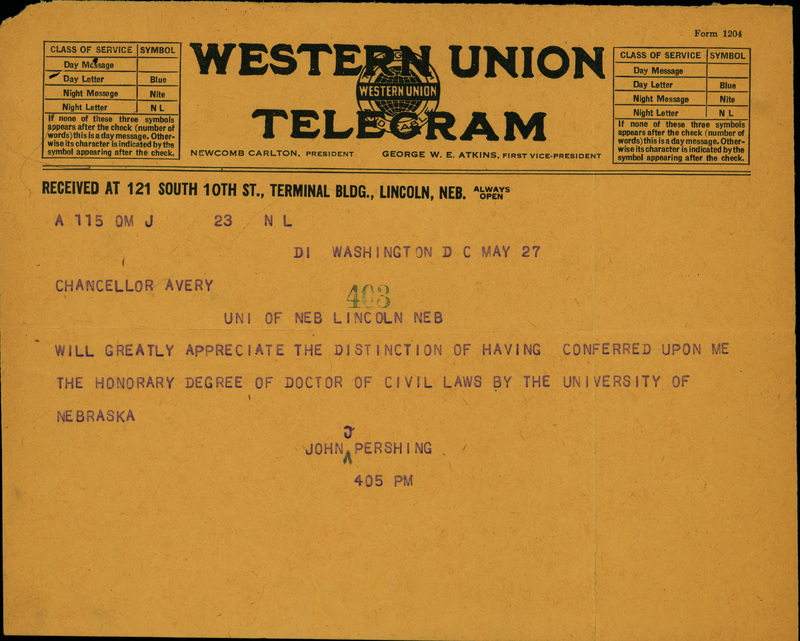 Form 1204
CLASS OF SERVICE SYMBOL
Day Message
Day Letter Blue
Night Message Nite
Night Letter N L
If none of these three symbols
appears after the check (number of
words) this is a day message. Other-
wise its character is indicated by the
symbol appearing after the check.
WESTERN UNION
WESTERN UNION
TELEGRAM
NEWCOMB CARLTON, PRESIDENT GEORGE W. E. ATKINS, FIRST VICE-PRESIDENT
CLASS OF SERVICE SYMBOL
Day Message
Day Letter Blue
Night Message Nite
Night Letter N L
If none of these three symbols
appears after the check (number of
words) this is a day message. Other-
wise its character is indicated by the
symbol appearing after the check.
RECEIVED AT 121 SOUTH 10TH ST., TERMINAL BLDG., LINCOLN, NEB. ALWAYS OPEN
A 115 OM J 23 N L
DI WASHINGTON D C MAY 27
CHANCELLOR AVERY
403
UNI OF NEB LINCOLN NEB
WILL GREATLY APPRECIATE THE DISTINCTION OF HAVING CONFERRED UPON ME
THE HONORARY DEGREE OF DOCTOR OF CIVIL LAWS BY THE UNIVERSITY OF
NEBRASKA
JOHN J PERSHING
405 PM